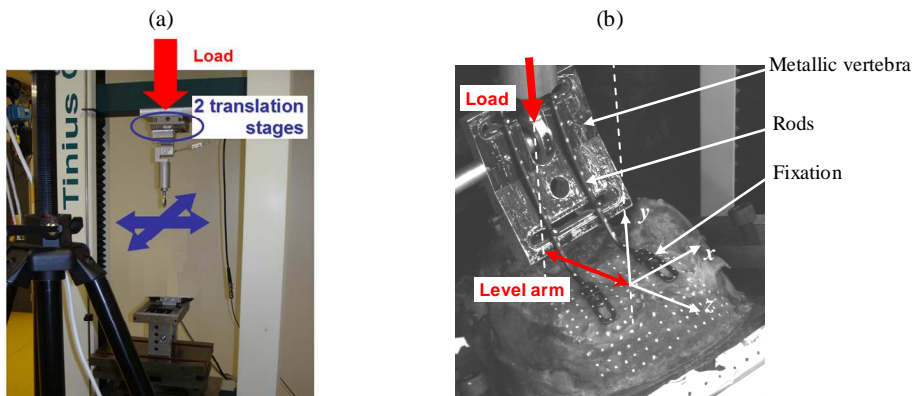 (a)
(b)
Load
2 translation
stages
Tinius O
Load
Level arm
y
x
z
Metallic vertebra
Rods
Fixation